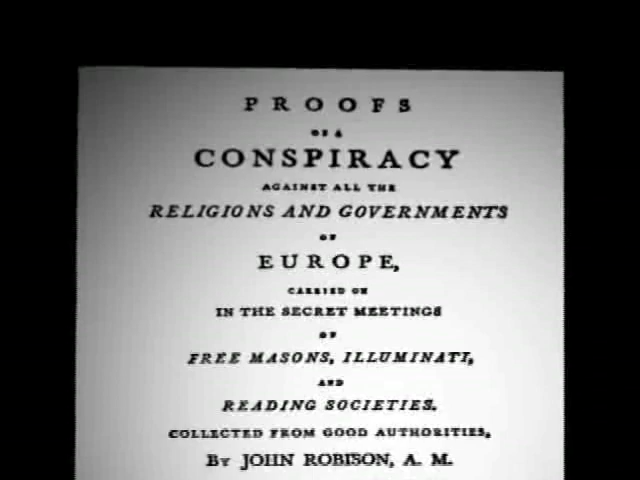 PROOFS
OF A
CONSPIRACY
AGAINST ALL THE
RELIGIONS AND GOVERNMENTS
OF
EUROPE,
CARRIED ON
IN THE SECRET MEETINGS
OF
FREE MASONS, ILLUMINATI,
AND
READING SOCIETIES.
COLLECTED FROM GOOD AUTHORITIES,
BY JOHN ROBISON, A. M.